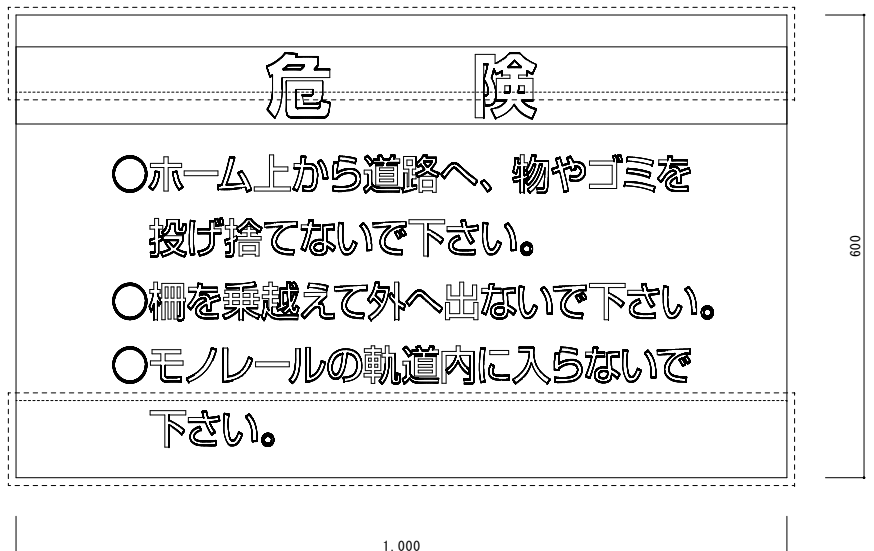 危 険
○ホーム上から道路へ、物やゴミを
投げ捨てないで下さい。
○柵を乗越えて外へ出ないで下さい。
○モノレールの軌道内に入らないで
下さい。
600
1.000